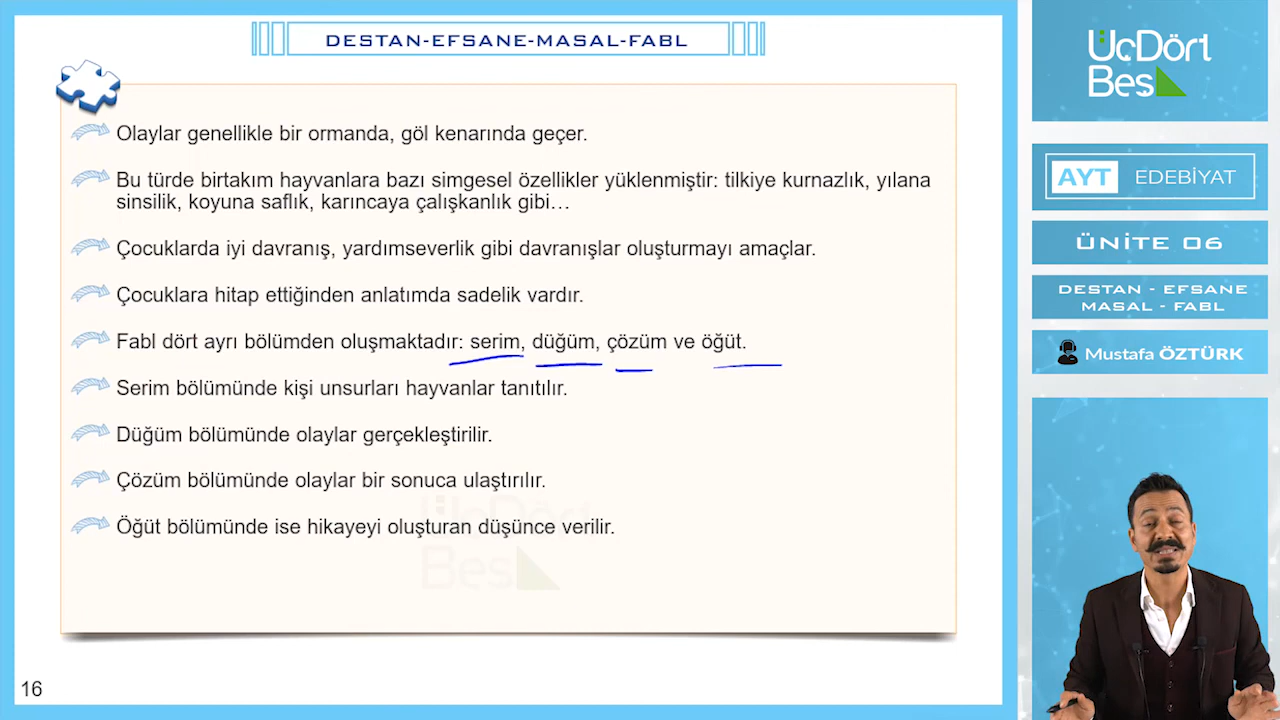 DESTAN-EFSANE-MASAL-FABL
Olaylar genellikle bir ormanda, göl kenarında geçer.
Bu türde birtakım hayvanlara bazı simgesel özellikler yüklenmiştir: tilkiye kurnazlık, yılana
sinsilik, koyuna saflık, karıncaya çalışkanlık gibi…
Çocuklarda iyi davranış, yardımseverlik gibi davranışlar oluşturmayı amaçlar.
Çocuklara hitap ettiğinden anlatımda sadelik vardır.
Fabl dört ayrı bölümden oluşmaktadır: serim, düğüm, çözüm ve öğüt.
Serim bölümünde kişi unsurları hayvanlar tanıtılır.
Düğüm bölümünde olaylar gerçekleştirilir.
Çözüm bölümünde olaylar bir sonuca ulaştırılır.
Öğüt bölümünde ise hikayeyi oluşturan düşünce verilir.
ÜçDört
Bes
16
ÜçDört
Bes
AYT EDEBİYAT
ÜNİTE 06
DESTAN - EFSANE
MASAL - FABL
Mustafa ÖZTÜRK